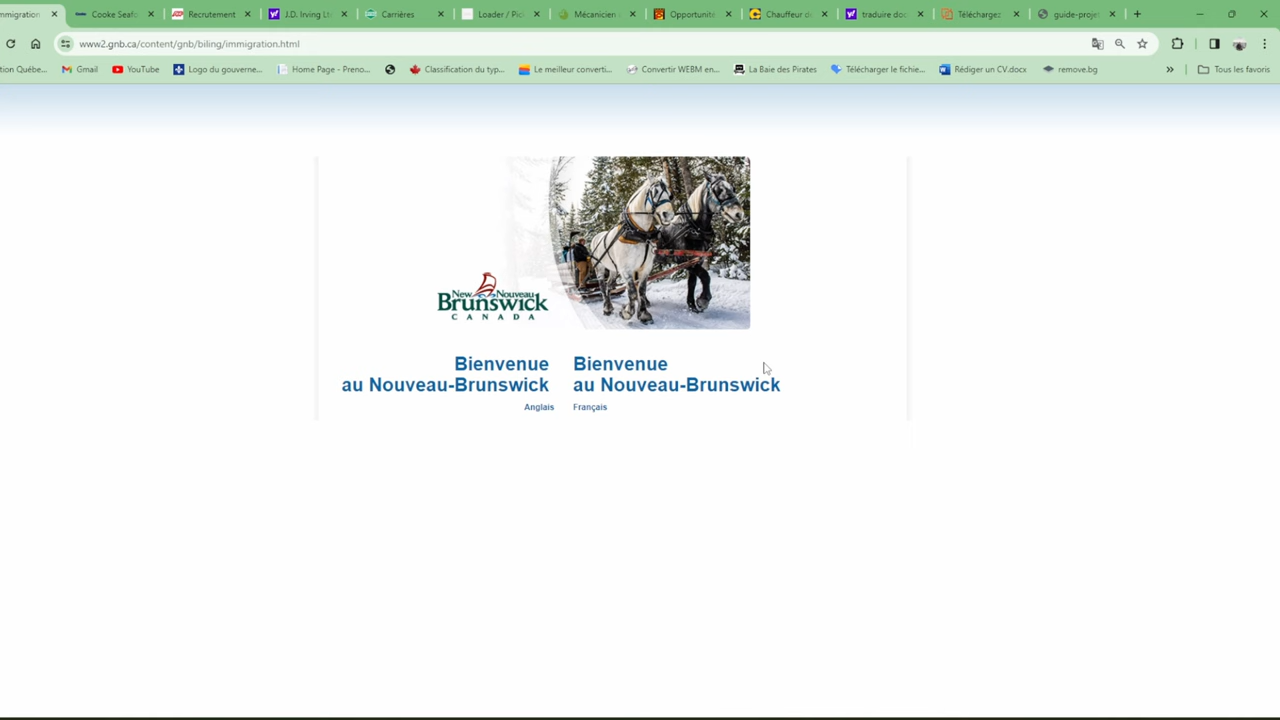 mmigration
Cooke Seafo
Recrutement
J.D. Irving Lt
Carrières
Loader / Pic
Mécanicien
Opportunité
Chauffeur d
traduire doc
Téléchargez
guide-proje
www2.gnb.ca/content/gnb/biling/immigration.html
tion Québe...
Gmail
YouTube
Logo du gouverne...
Home Page - Preno...
Classification du typ...
Le meilleur converti...
Convertir WEBM en...
La Baie des Pirates
Télécharger le fichie...
Rédiger un CV.docx
remove.bg
Tous les favoris
New Nouveau
Brunswick
CANADA
Bienvenue
au Nouveau-Brunswick
Anglais
Bienvenue
au Nouveau-Brunswick
Français